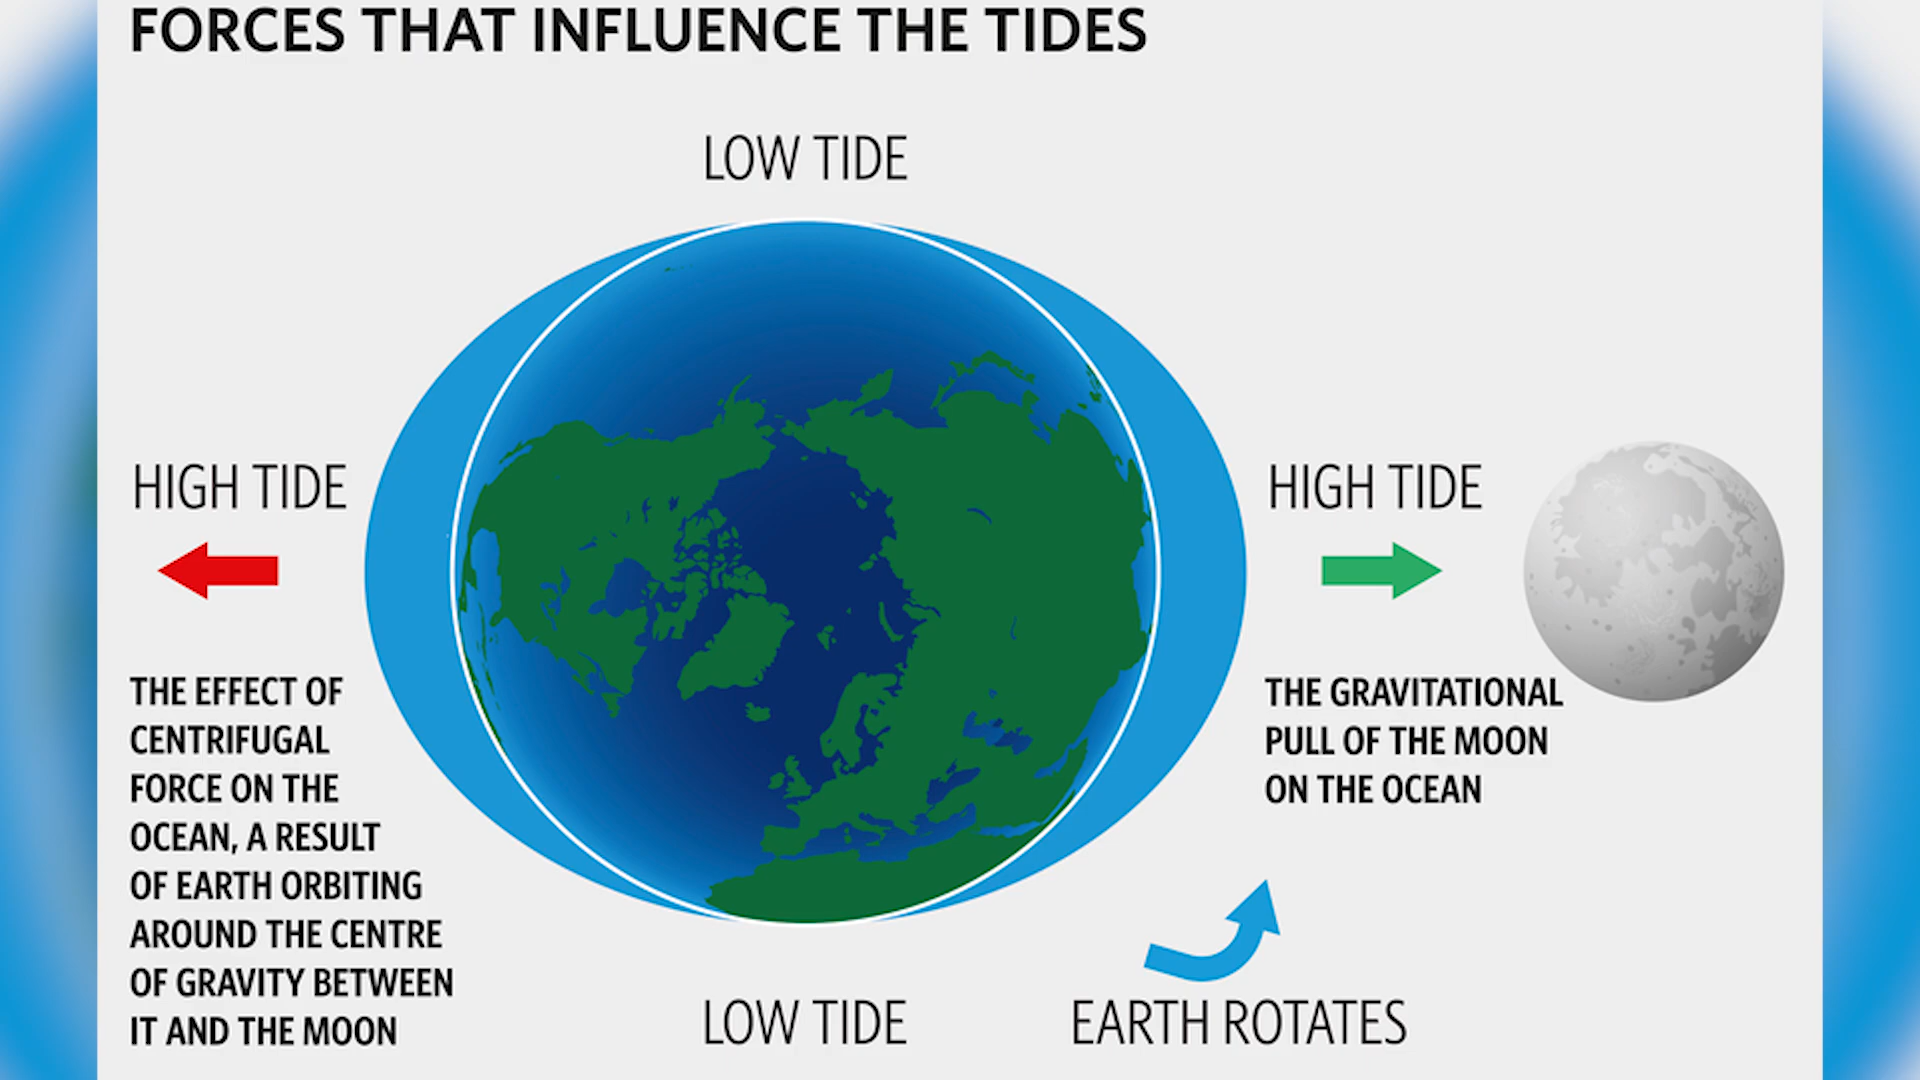 FORCES THAT INFLUENCE THE TIDES
LOW TIDE
HIGH TIDE
HIGH TIDE
THE EFFECT OF
CENTRIFUGAL
FORCE ON THE
OCEAN, A RESULT
OF EARTH ORBITING
AROUND THE CENTRE
OF GRAVITY BETWEEN
IT AND THE MOON
THE GRAVITATIONAL
PULL OF THE MOON
ON THE OCEAN
LOW TIDE
EARTH ROTATES